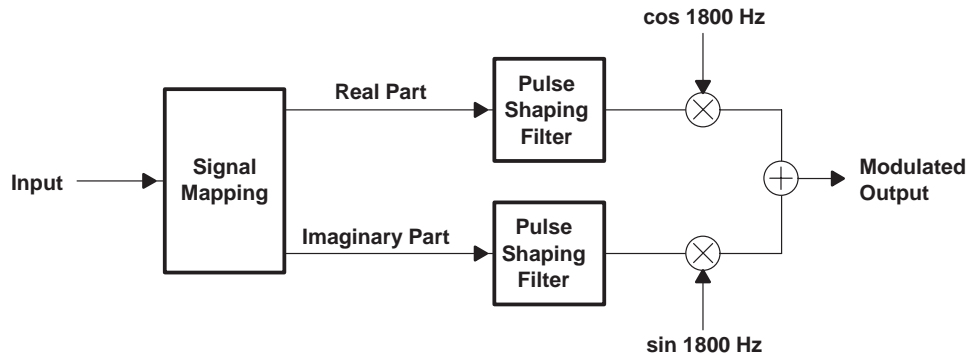 cos 1800 Hz
Real Part
Pulse
Shaping
Filter
Input
Signal
Mapping
Modulated
Output
Imaginary Part
Pulse
Shaping
Filter
sin 1800 Hz